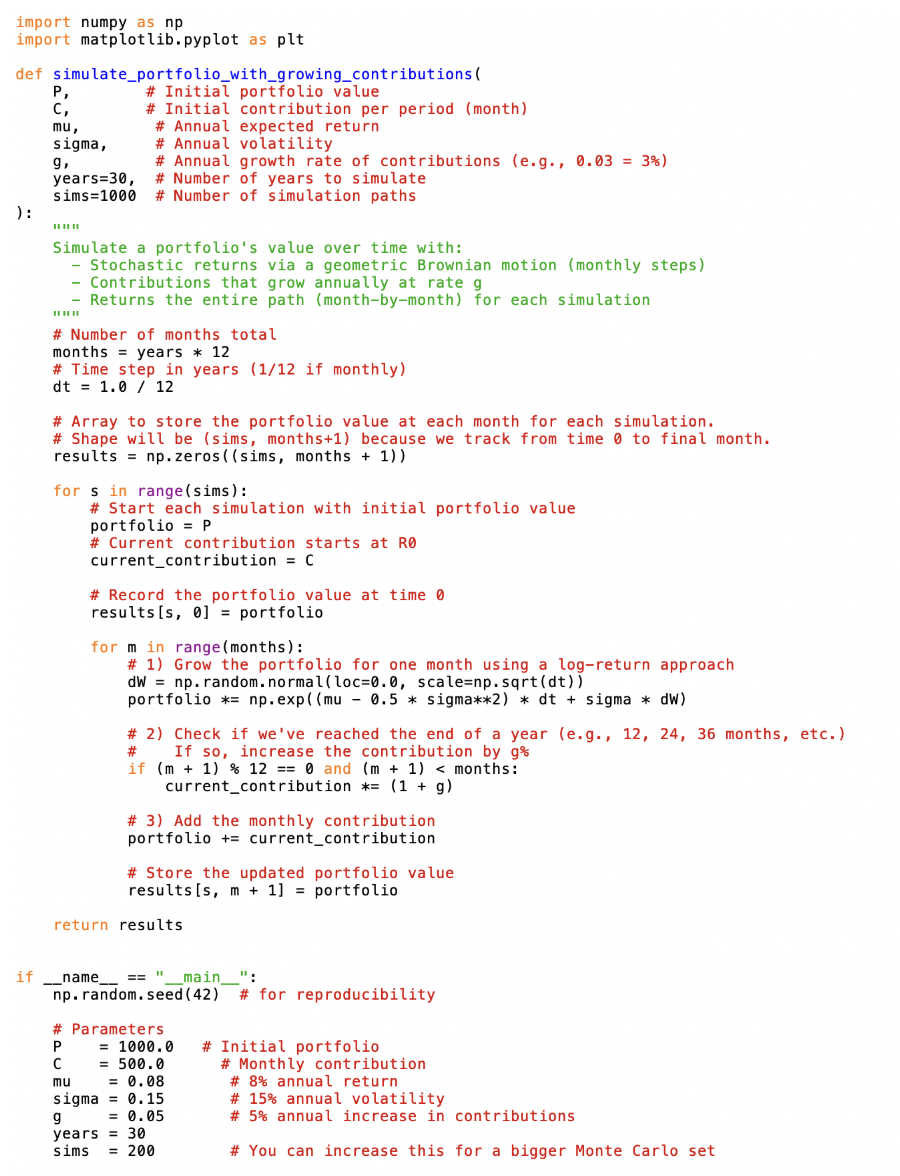 import numpy as np
import matplotlib.pyplot as plt

def simulate_portfolio_with_growing_contributions(
    P,        # Initial portfolio value
    C,        # Initial contribution per period (month)
    mu,        # Annual expected return
    sigma,     # Annual volatility
    g,         # Annual growth rate of contributions (e.g., 0.03 = 3%)
    years=30,  # Number of years to simulate
    sims=1000  # Number of simulation paths
):
    """
    Simulate a portfolio's value over time with:
      - Stochastic returns via a geometric Brownian motion (monthly steps)
      - Contributions that grow annually at rate g
      - Returns the entire path (month-by-month) for each simulation
    """
    # Number of months total
    months = years * 12
    # Time step in years (1/12 if monthly)
    dt = 1.0 / 12

    # Array to store the portfolio value at each month for each simulation.
    # Shape will be (sims, months+1) because we track from time 0 to final month.
    results = np.zeros((sims, months + 1))

    for s in range(sims):
        # Start each simulation with initial portfolio value
        portfolio = P
        # Current contribution starts at R0
        current_contribution = C

        # Record the portfolio value at time 0
        results[s, 0] = portfolio

        for m in range(months):
            # 1) Grow the portfolio for one month using a log-return approach
            dW = np.random.normal(loc=0.0, scale=np.sqrt(dt))
            portfolio *= np.exp((mu - 0.5 * sigma**2) * dt + sigma * dW)

            # 2) Check if we've reached the end of a year (e.g., 12, 24, 36 months, etc.)
            #    If so, increase the contribution by g%
            if (m + 1) % 12 == 0 and (m + 1) < months:
                current_contribution *= (1 + g)

            # 3) Add the monthly contribution
            portfolio += current_contribution

            # Store the updated portfolio value
            results[s, m + 1] = portfolio

    return results


if __name__ == "__main__":
    np.random.seed(42)  # for reproducibility

    # Parameters
    P    = 1000.0   # Initial portfolio
    C    = 500.0      # Monthly contribution
    mu    = 0.08       # 8% annual return
    sigma = 0.15       # 15% annual volatility
    g     = 0.05       # 5% annual increase in contributions
    years = 30
    sims  = 200        # You can increase this for a bigger Monte Carlo set